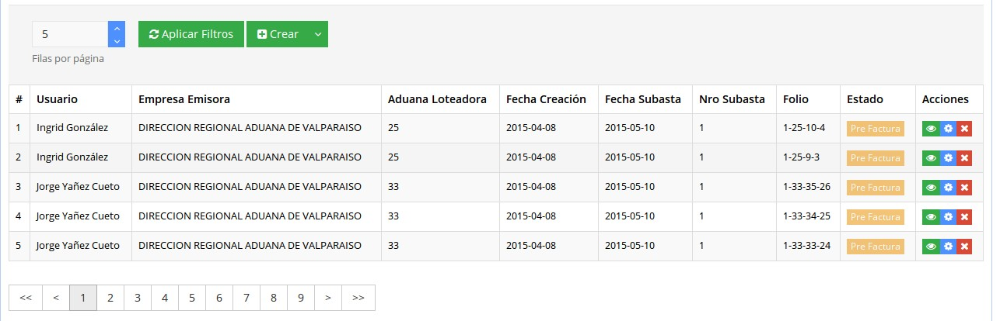 5
Aplicar Filtros Crear
Filas por página
# Usuario Empresa Emisora Aduana Loteadora Fecha Creación Fecha Subasta Nro Subasta Folio Estado Acciones
1 Ingrid González DIRECCION REGIONAL ADUANA DE VALPARAISO 25 2015-04-08 2015-05-10 1 1-25-10-4 Pre Factura
2 Ingrid González DIRECCION REGIONAL ADUANA DE VALPARAISO 25 2015-04-08 2015-05-10 1 1-25-9-3 Pre Factura
3 Jorge Yañez Cueto DIRECCION REGIONAL ADUANA DE VALPARAISO 33 2015-04-08 2015-05-10 1 1-33-35-26 Pre Factura
4 Jorge Yañez Cueto DIRECCION REGIONAL ADUANA DE VALPARAISO 33 2015-04-08 2015-05-10 1 1-33-34-25 Pre Factura
5 Jorge Yañez Cueto DIRECCION REGIONAL ADUANA DE VALPARAISO 33 2015-04-08 2015-05-10 1 1-33-33-24 Pre Factura
<< < 1 2 3 4 5 6 7 8 9 > >>